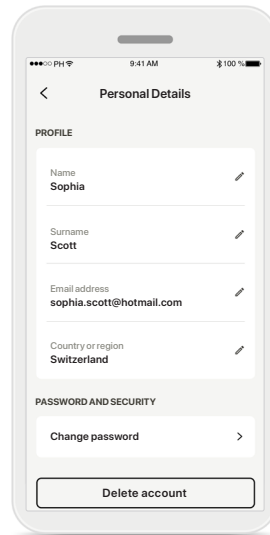 PH 9:41 AM 100 %
Personal Details
PROFILE
Name
Sophia
Surname
Scott
Email address
sophia.scott@hotmail.com
Country or region
Switzerland
PASSWORD AND SECURITY
Change password
Delete account